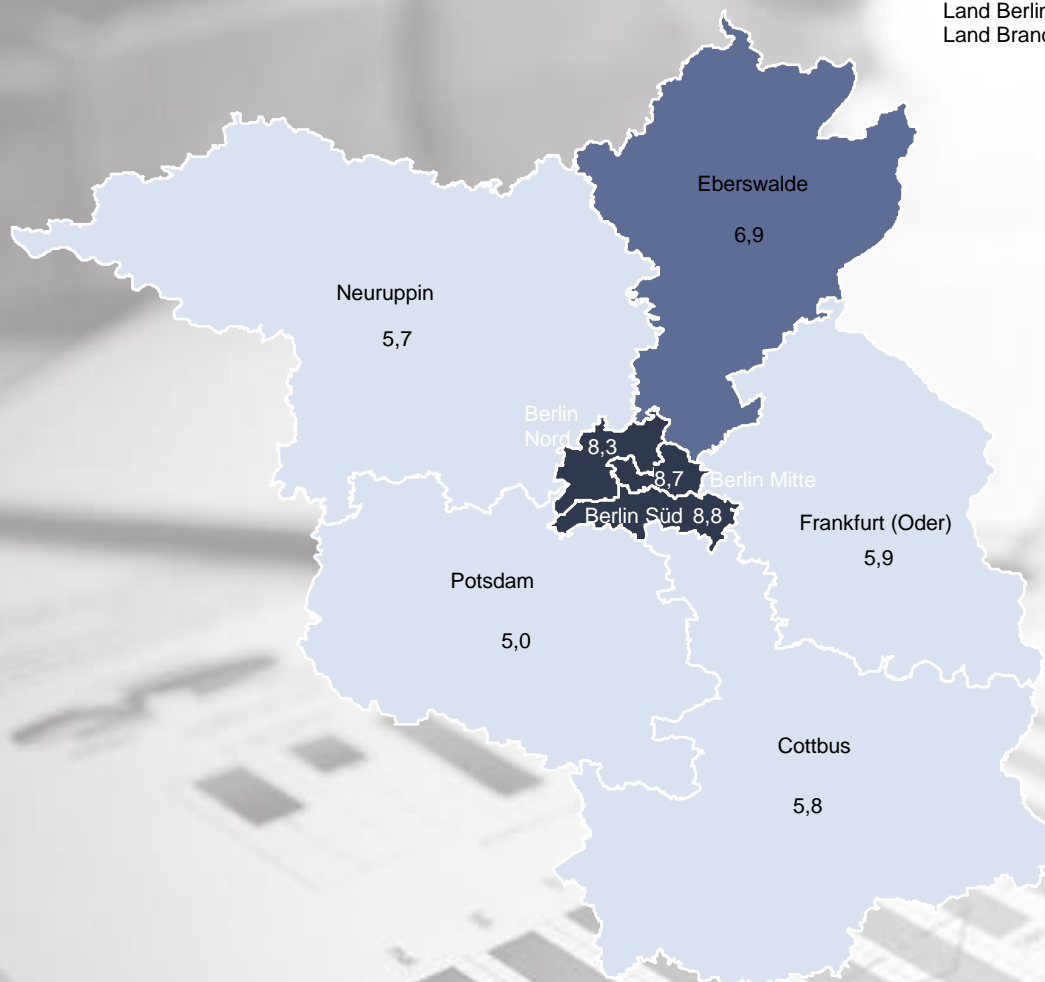 Land Berlin
Land Brand
Eberswalde
6,9
Neuruppin
5,7
Berlin
Nord
8,3
8,7
Berlin Mitte
Berlin Süd 8,8
Frankfurt (Oder)
5,9
Potsdam
5,0
Cottbus
5,8